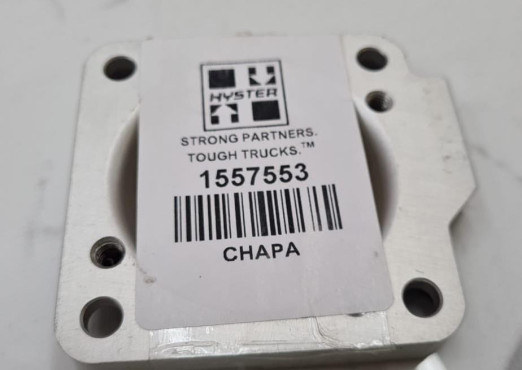 HYSTER
STRONG PARTNERS.
TOUGH TRUCKS.™
1557553
CHAPA